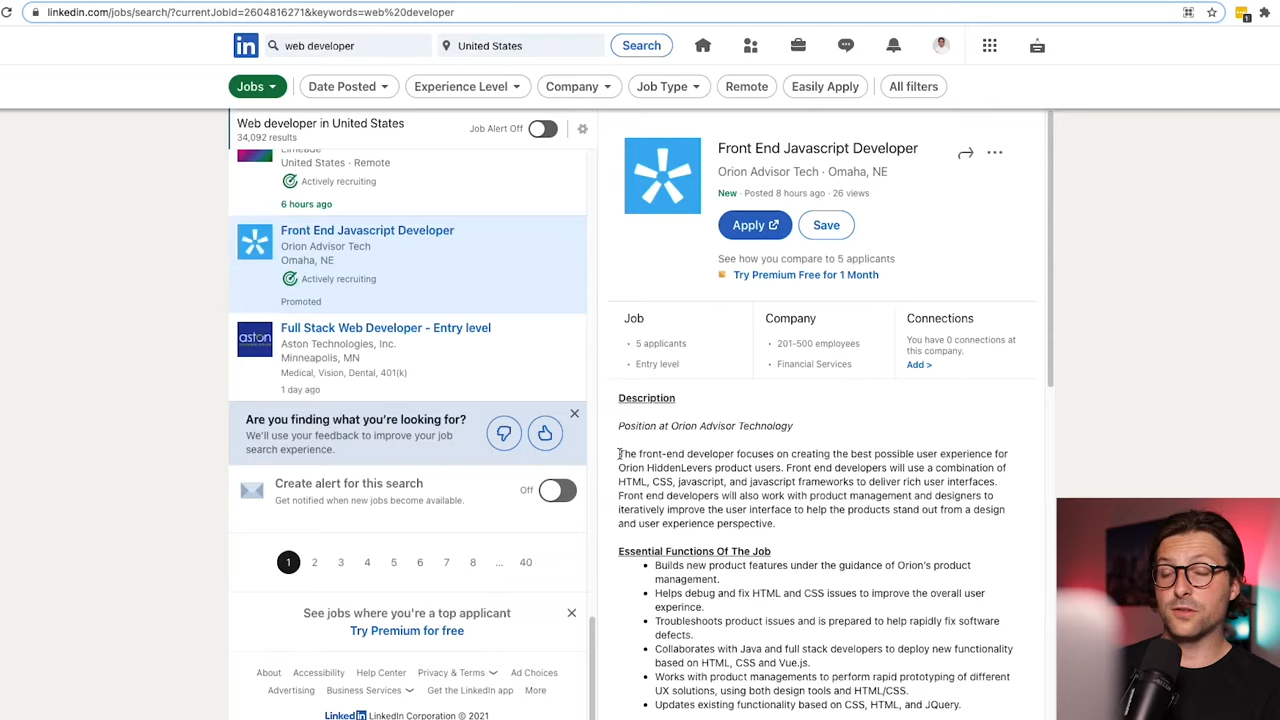 linkedin.com/jobs/search/?currentJobId=2604816271&keywords=web%20developer
1
in
web developer
United States
Search
Jobs
Date Posted
Experience Level
Company
Job Type
Remote
Easily Apply
All filters
Web developer in United States
34,092 results
Job Alert Off
Limeade
United States · Remote
Actively recruiting
6 hours ago
Front End Javascript Developer
Orion Advisor Tech
Omaha, NE
Actively recruiting
Promoted
aston
Full Stack Web Developer - Entry level
Aston Technologies, Inc.
Minneapolis, MN
Medical, Vision, Dental, 401(k)
1 day ago
Are you finding what you're looking for?
We'll use your feedback to improve your job
search experience.
Create alert for this search
Get notified when new jobs become available.
Off
1 2 3 4 5 6 7 8 ... 40
See jobs where you're a top applicant
Try Premium for free
About Accessibility Help Center Privacy & Terms Ad Choices
Advertising Business Services Get the LinkedIn app More
LinkedIn LinkedIn Corporation © 2021
Front End Javascript Developer
Orion Advisor Tech · Omaha, NE
New · Posted 8 hours ago · 26 views
Apply
Save
See how you compare to 5 applicants
Try Premium Free for 1 Month
Job
· 5 applicants
· Entry level
Company
· 201-500 employees
· Financial Services
Connections
You have 0 connections at
this company.
Add >
Description
Position at Orion Advisor Technology
The front-end developer focuses on creating the best possible user experience for
Orion HiddenLevers product users. Front end developers will use a combination of
HTML, CSS, javascript, and javascript frameworks to deliver rich user interfaces.
Front end developers will also work with product management and designers to
iteratively improve the user interface to help the products stand out from a design
and user experience perspective.
Essential Functions Of The Job
• Builds new product features under the guidance of Orion's product
management.
• Helps debug and fix HTML and CSS issues to improve the overall user
experince.
• Troubleshoots product issues and is prepared to help rapidly fix software
defects.
• Collaborates with Java and full stack developers to deploy new functionality
based on HTML, CSS and Vue.js.
• Works with product managements to perform rapid prototyping of different
UX solutions, using both design tools and HTML/CSS.
• Updates existing functionality based on CSS, HTML, and JQuery.